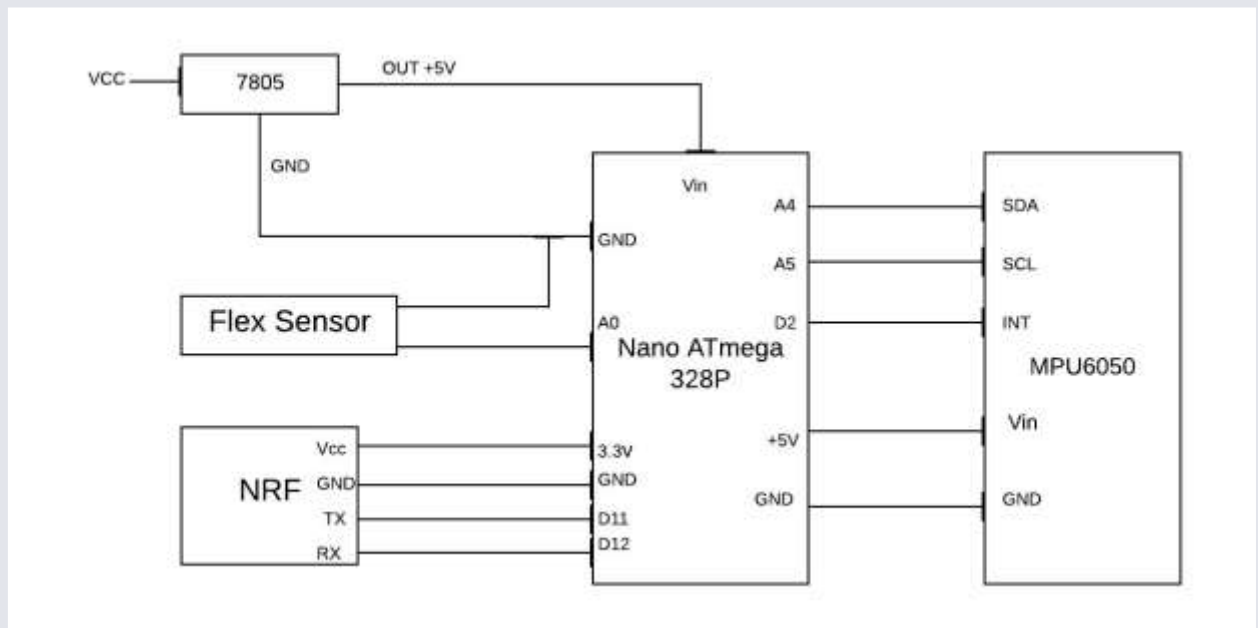 VCC
7805
OUT +5V
GND
Vin
GND
A0
Nano ATmega
328P
3.3V
GND
D11
D12
A4
A5
D2
+5V
GND
Flex Sensor
NRF
Vcc
GND
TX
RX
SDA
SCL
INT
MPU6050
Vin
GND